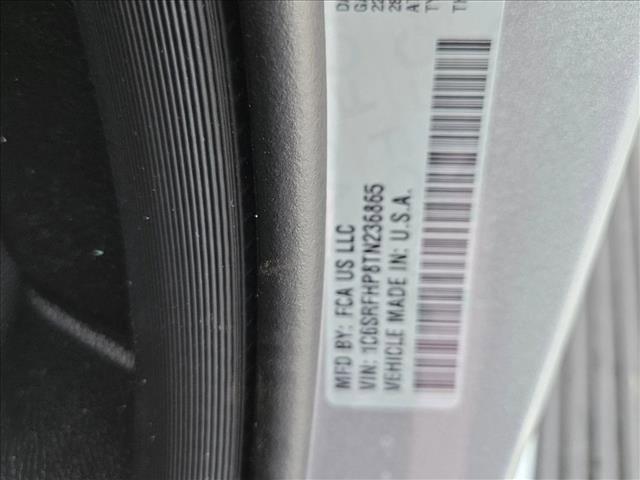 MFD BY: FCA US LLC
VIN: 1C6SRFHP8TN236865
VEHICLE MADE IN: U.S.A.